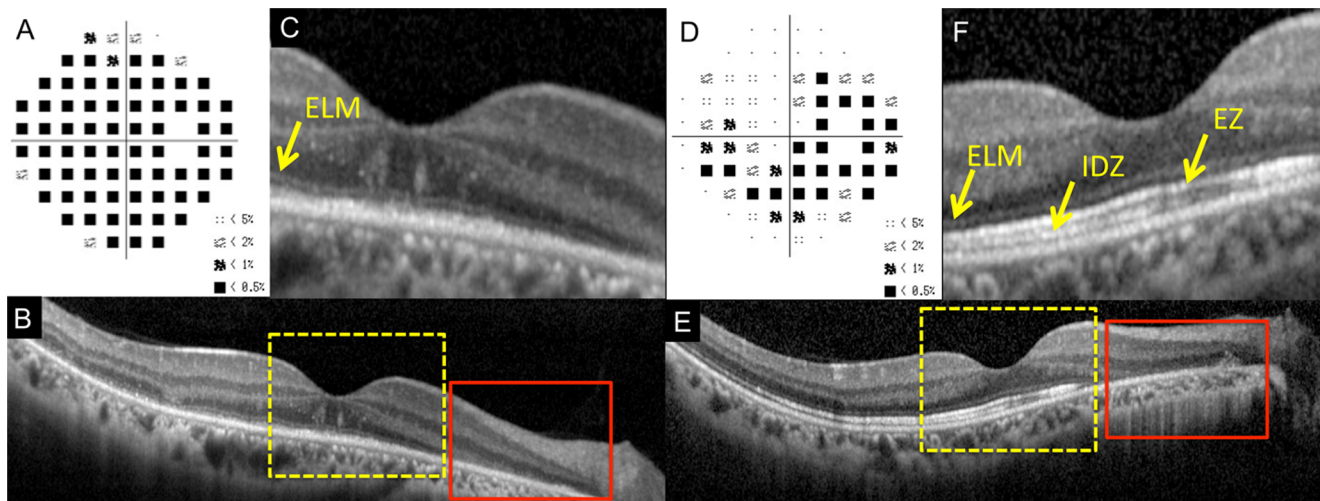 A
C
ELM
< 5%
< 2%
< 1%
< 0.5%
B
D
F
EZ
ELM
IDZ
< 5%
< 2%
< 1%
< 0.5%
E